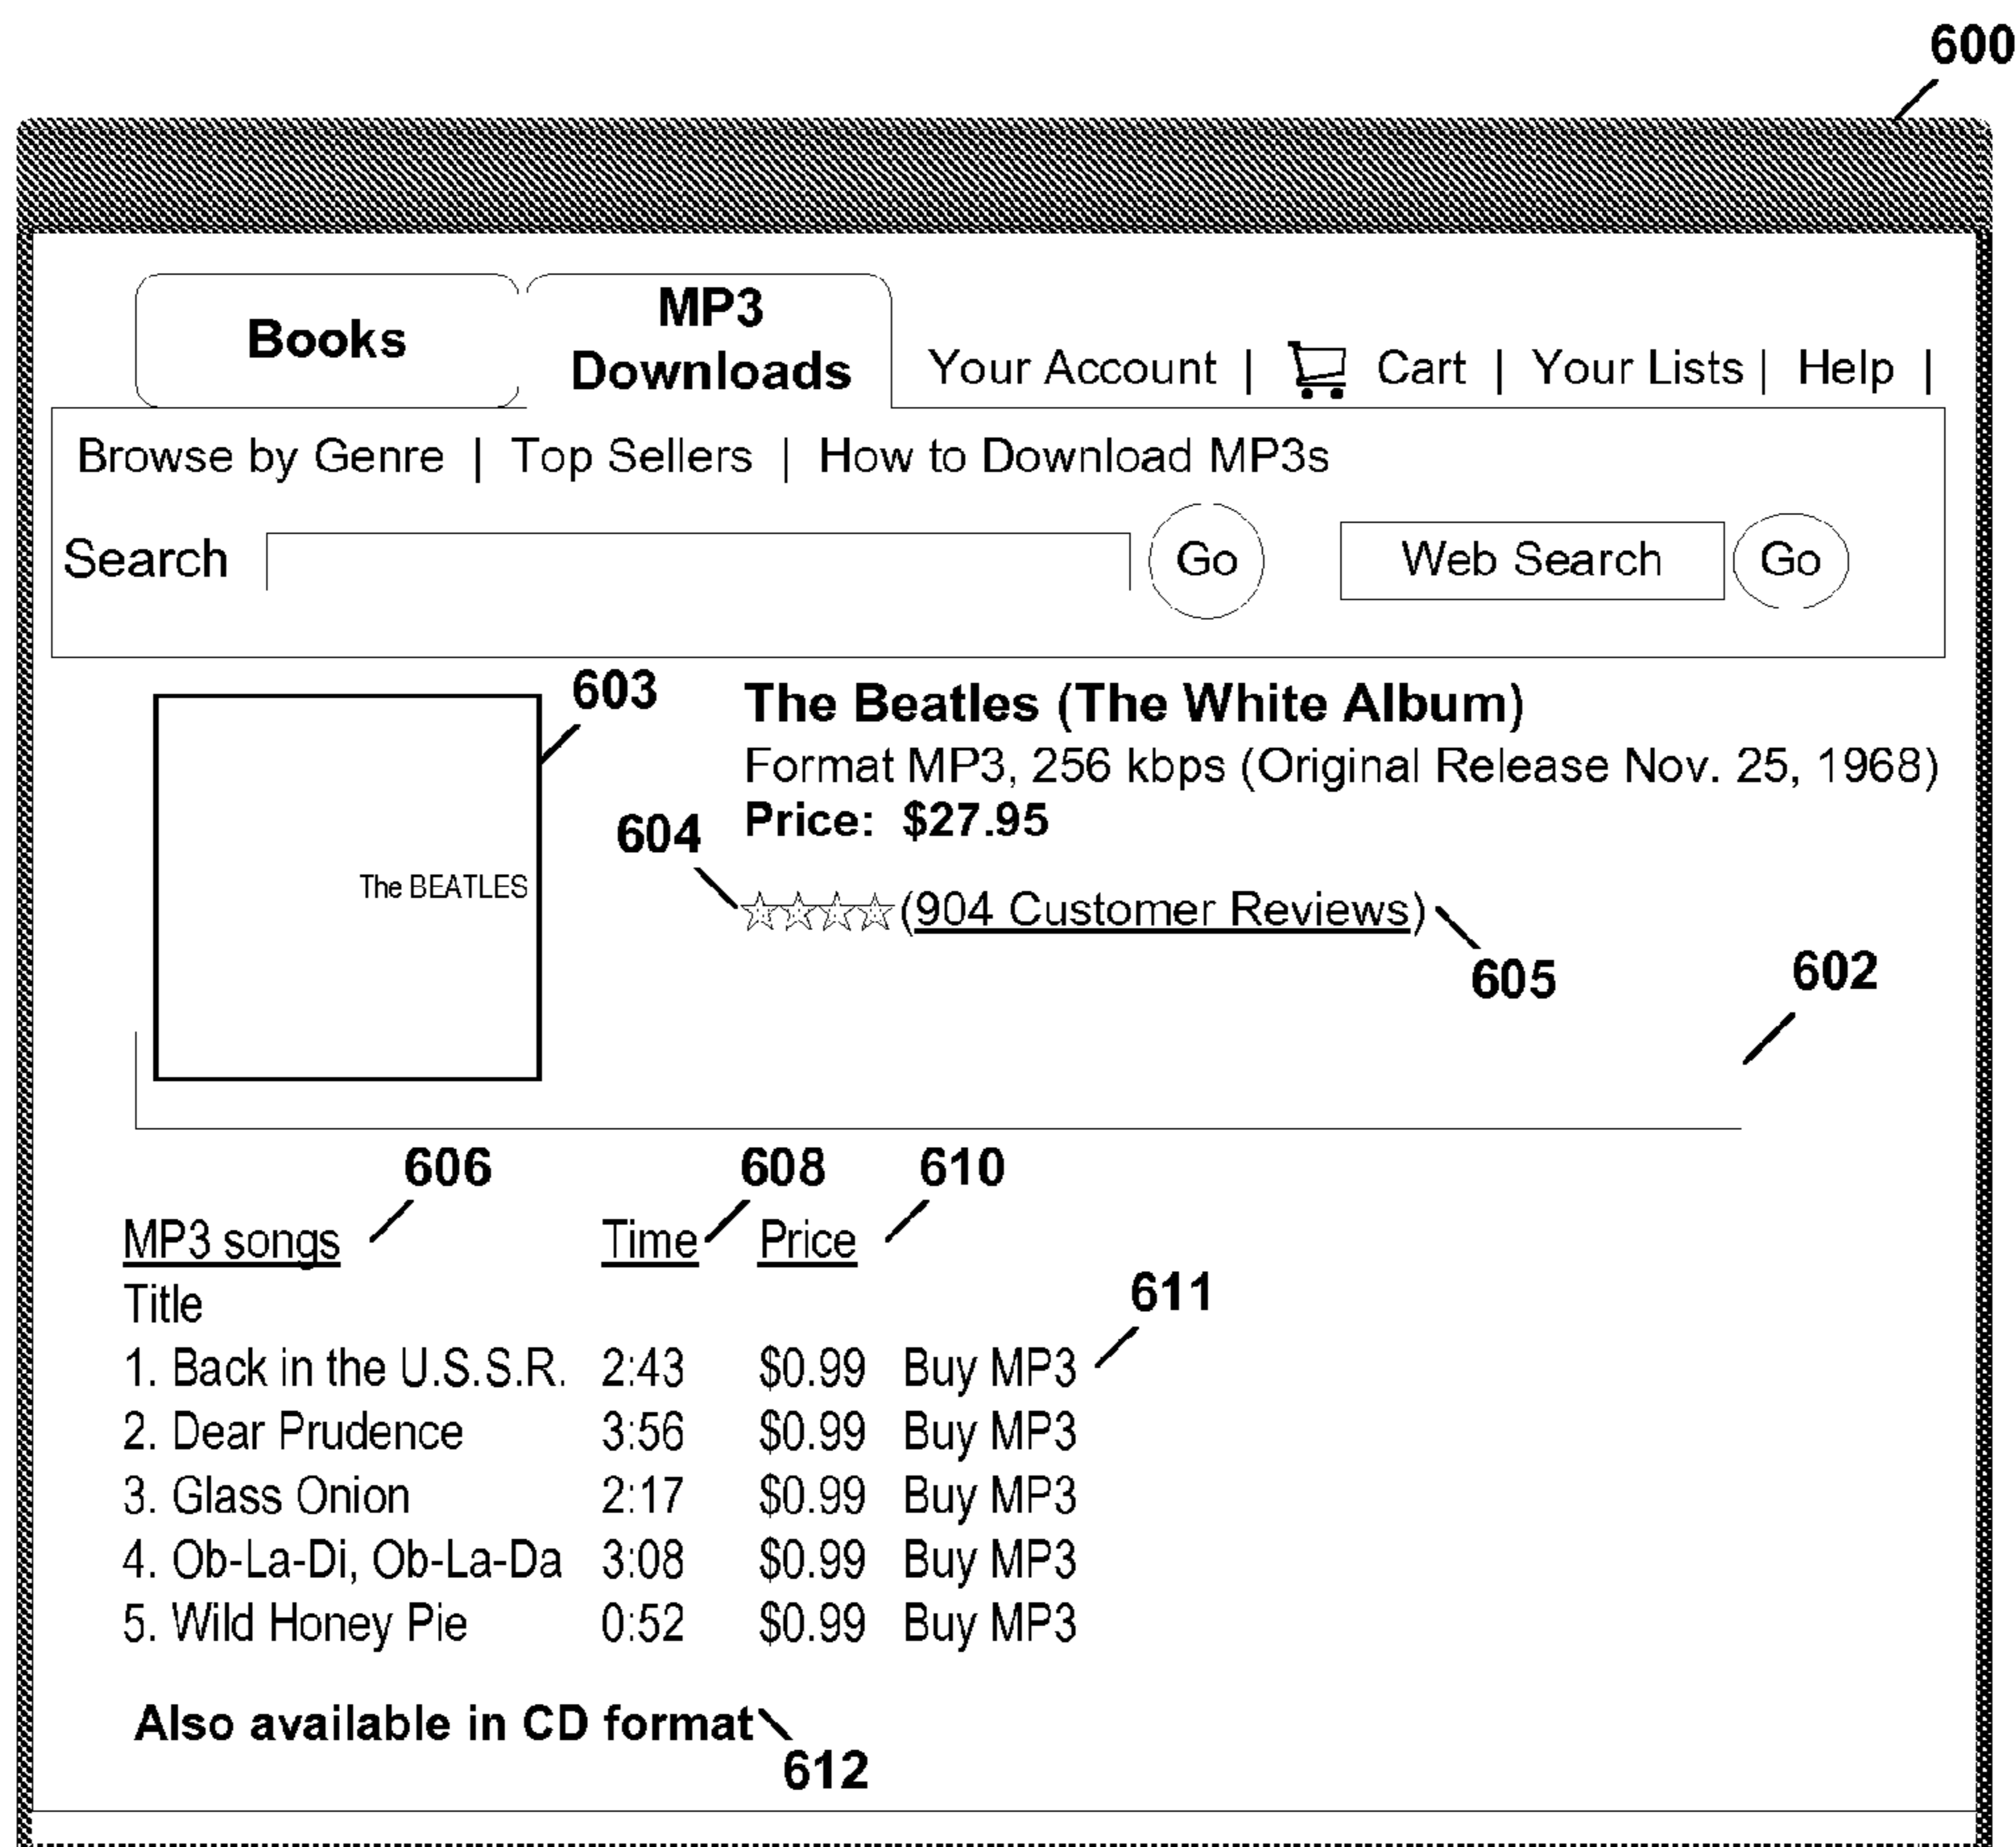 600
Books
MP3
Downloads
Your Account | Cart | Your Lists | Help |
Browse by Genre | Top Sellers | How to Download MP3s
Search Go Web Search Go
603
The BEATLES
The Beatles (The White Album)
Format MP3, 256 kbps (Original Release Nov. 25, 1968)
Price: $27.95
604
(904 Customer Reviews)
605
602
606 608 610
MP3 songs Time Price
Title
611
1. Back in the U.S.S.R. 2:43 $0.99 Buy MP3
2. Dear Prudence 3:56 $0.99 Buy MP3
3. Glass Onion 2:17 $0.99 Buy MP3
4. Ob-La-Di, Ob-La-Da 3:08 $0.99 Buy MP3
5. Wild Honey Pie 0:52 $0.99 Buy MP3
Also available in CD format
612